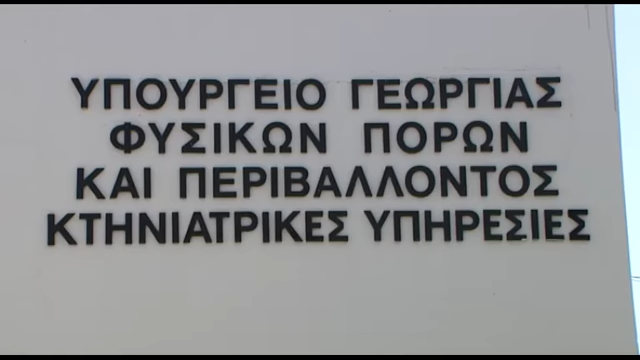 ΥΠΟΥΡΓΕΙΟ ΓΕΩΡΓΙΑΣ
ΦΥΣΙΚΩΝ ΠΟΡΩΝ
ΚΑΙ ΠΕΡΙΒΑΛΛΟΝΤΟΣ
ΚΤΗΝΙΑΤΡΙΚΕΣ ΥΠΗΡΕΣΙΕΣ